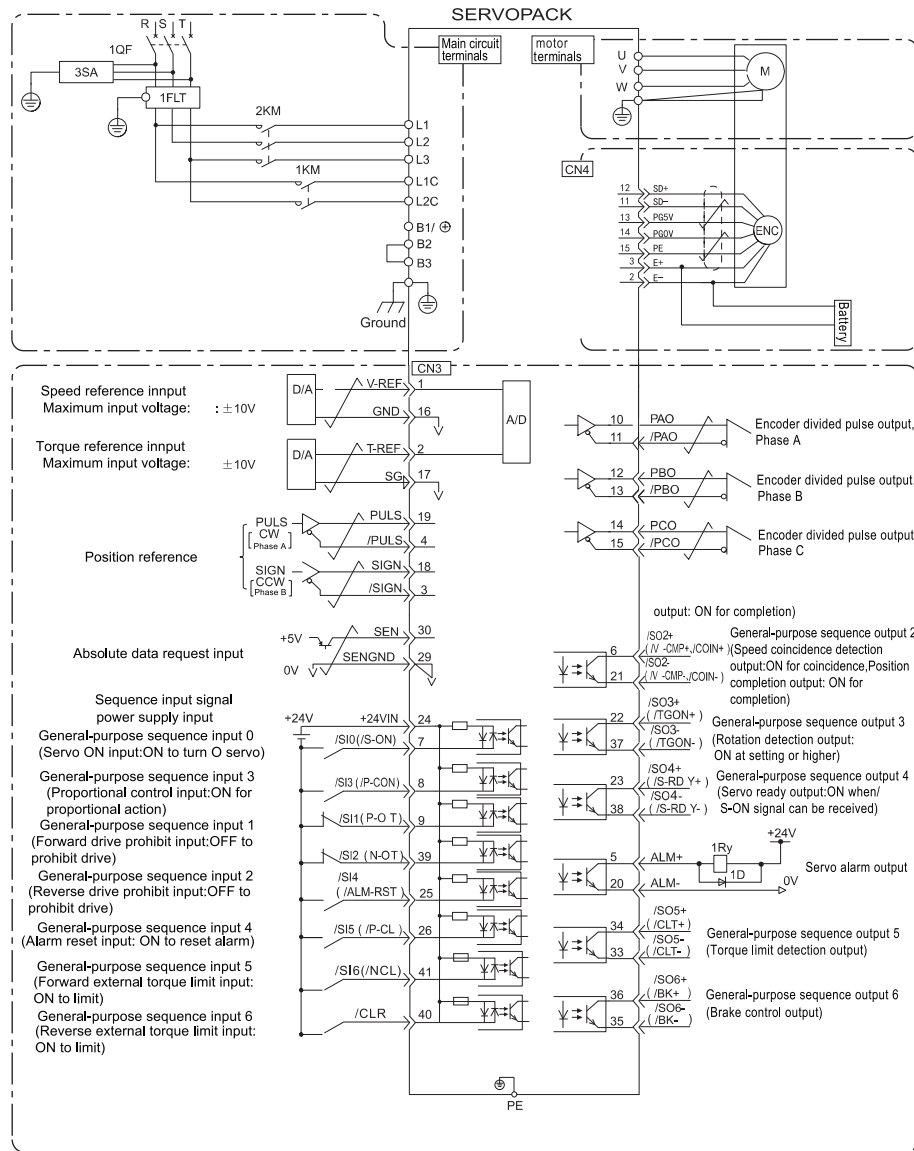 SERVOPACK
R S T
1QF
3SA
1FLT
2KM
1KM
Main circuit
terminals
motor
terminals
L1
L2
L3
L1C
L2C
B1/ ⊕
B2
B3
Ground
U
V
W
M
CN4
12 SD+
11 SD-
13 PG5V
14 PG0V
15 PE
3 E+
2 E-
ENC
Battery
CN3
Speed reference innput
Maximum input voltage: : ±10V
D/A
V-REF 1
GND 16
A/D
Torque reference innput
Maximum input voltage: ±10V
D/A
T-REF 2
SG 17
Position reference
PULS
CW
Phase A
PULS 19
/PULS 4
SIGN
CCW
Phase B
SIGN 18
/SIGN 3
Absolute data request input
+5V
0V
SEN 30
SENGND 29
Sequence input signal
power supply input
+24V
+24VIN 24
General-purpose sequence input 0
(Servo ON input:ON to turn O servo)
/SI0(/S-ON) 7
General-purpose sequence input 3
(Proportional control input:ON for
proportional action)
/SI3 (/P-CON) 8
General-purpose sequence input 1
(Forward drive prohibit input:OFF to
prohibit drive)
/SI1( P-O T) 9
General-purpose sequence input 2
(Reverse drive prohibit input:OFF to
prohibit drive)
/SI2 ( N-OT) 39
General-purpose sequence input 4
(Alarm reset input: ON to reset alarm)
/SI4
( /ALM-RST) 25
General-purpose sequence input 5
(Forward external torque limit input:
ON to limit)
/SI5 ( /P-CL) 26
General-purpose sequence input 6
(Reverse external torque limit input:
ON to limit)
/SI6(/NCL) 41
/CLR 40
PE
10 PAO
11 /PAO
Encoder divided pulse output,
Phase A
12 PBO
13 /PBO
Encoder divided pulse output,
Phase B
14 PCO
15 /PCO
Encoder divided pulse output
Phase C
output: ON for completion)
6
/SO2+
( /V -CMP+,/COIN+ )
/SO2-
21 ( /V -CMP-,/COIN- )
General-purpose sequence output 2
(Speed coincidence detection
output:ON for coincidence,Position
completion output: ON for
completion)
22
/SO3+
( /TGON+ )
37
/SO3-
( /TGON- )
General-purpose sequence output 3
(Rotation detection output:
ON at setting or higher)
23
/SO4+
( /S-RD Y+ )
38
/SO4-
( /S-RD Y- )
General-purpose sequence output 4
(Servo ready output:ON when/
S-ON signal can be received)
5 ALM+
20 ALM-
1Ry
1D
+24V
0V
Servo alarm output
34
/SO5+
( /CLT+ )
33
/SO5-
( /CLT- )
General-purpose sequence output 5
(Torque limit detection output)
36
/SO6+
( /BK+ )
35
/SO6-
( /BK- )
General-purpose sequence output 6
(Brake control output)